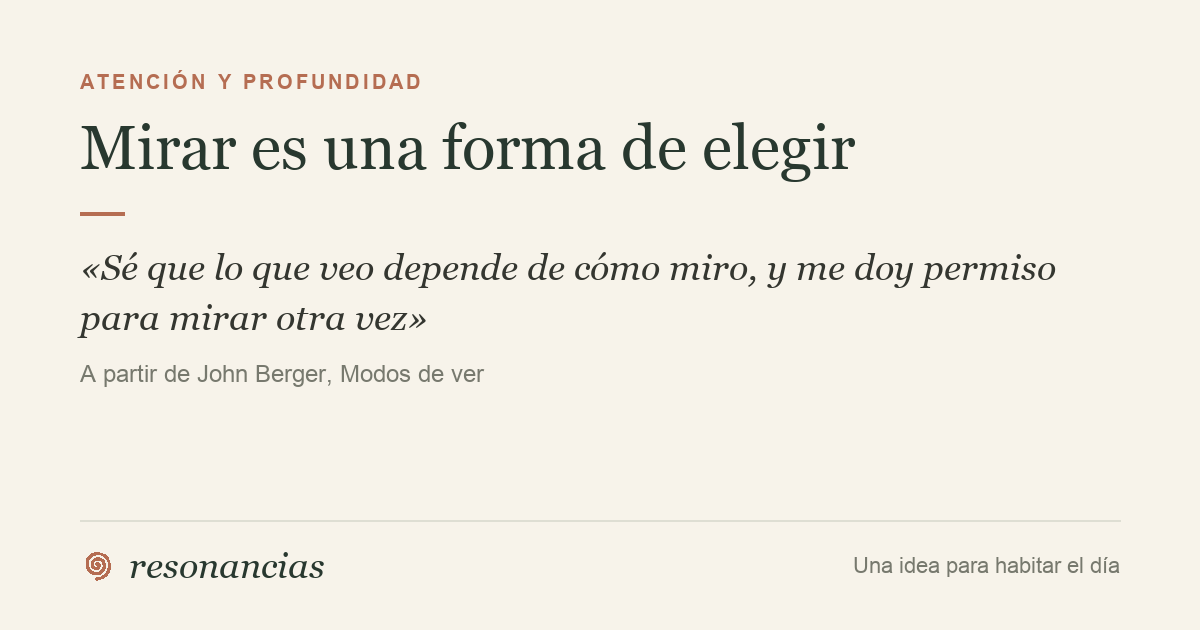 ATENCIÓN Y PROFUNDIDAD
Mirar es una forma de elegir
«Sé que lo que veo depende de cómo miro, y me doy permiso
para mirar otra vez»
A partir de John Berger, Modos de ver
resonancias
Una idea para habitar el día